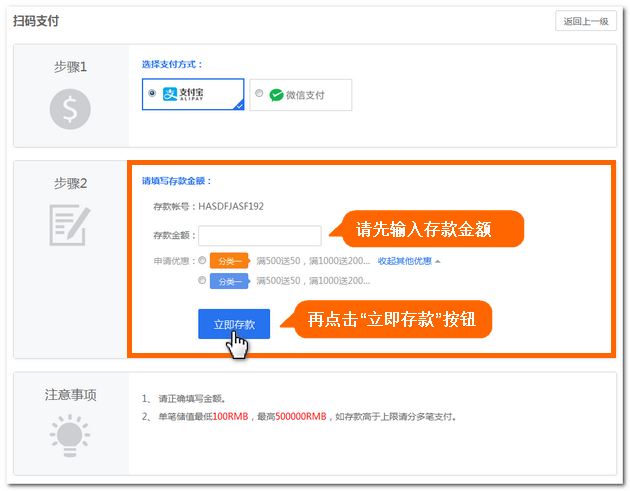 扫码支付
返回上一级
步骤1
选择支付方式：
支 支付宝
ALIPAY
微信支付
步骤2
请填写存款金额：
存款帐号：HASDFJASF192
存款金额：
请先输入存款金额
申请优惠：
分类一
满500送50，满1000送200...
收起其他优惠
分类一
满500送50，满1000送200...
立即存款
再点击“立即存款”按钮
注意事项
1、 请正确填写金额。
2、 单笔储值最低100RMB，最高500000RMB，如存款高于上限请分多笔支付。